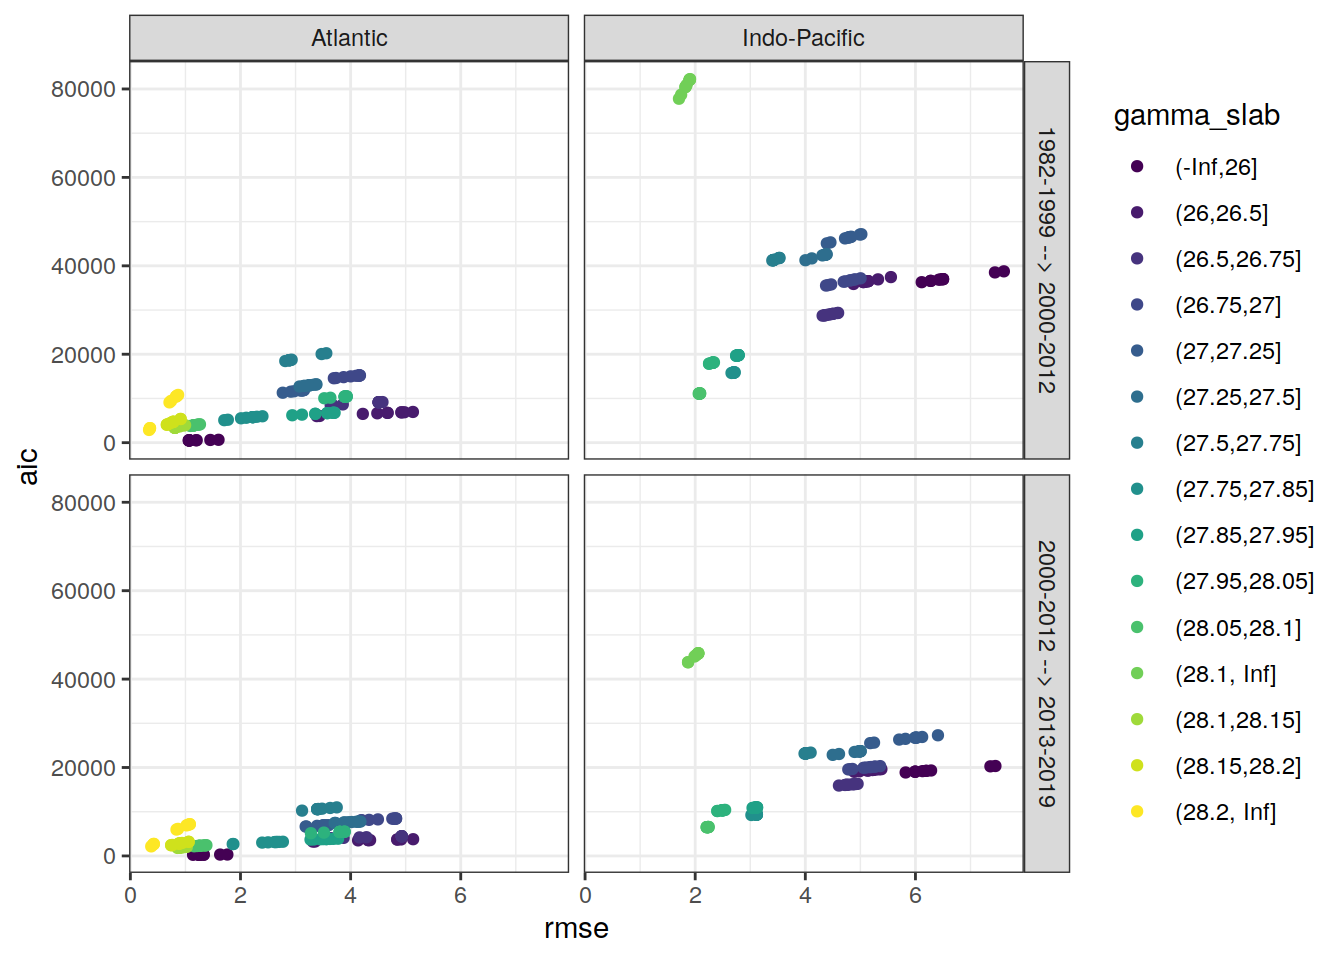 Atlantic
Indo-Pacific
80000
60000
40000
20000
0
1982-1999 --> 2000-2012
80000
60000
40000
20000
0
2000-2012 --> 2013-2019
0 2 4 6
0 2 4 6
rmse
aic
gamma_slab
(-Inf,26]
(26,26.5]
(26.5,26.75]
(26.75,27]
(27,27.25]
(27.25,27.5]
(27.5,27.75]
(27.75,27.85]
(27.85,27.95]
(27.95,28.05]
(28.05,28.1]
(28.1, Inf]
(28.1,28.15]
(28.15,28.2]
(28.2, Inf]